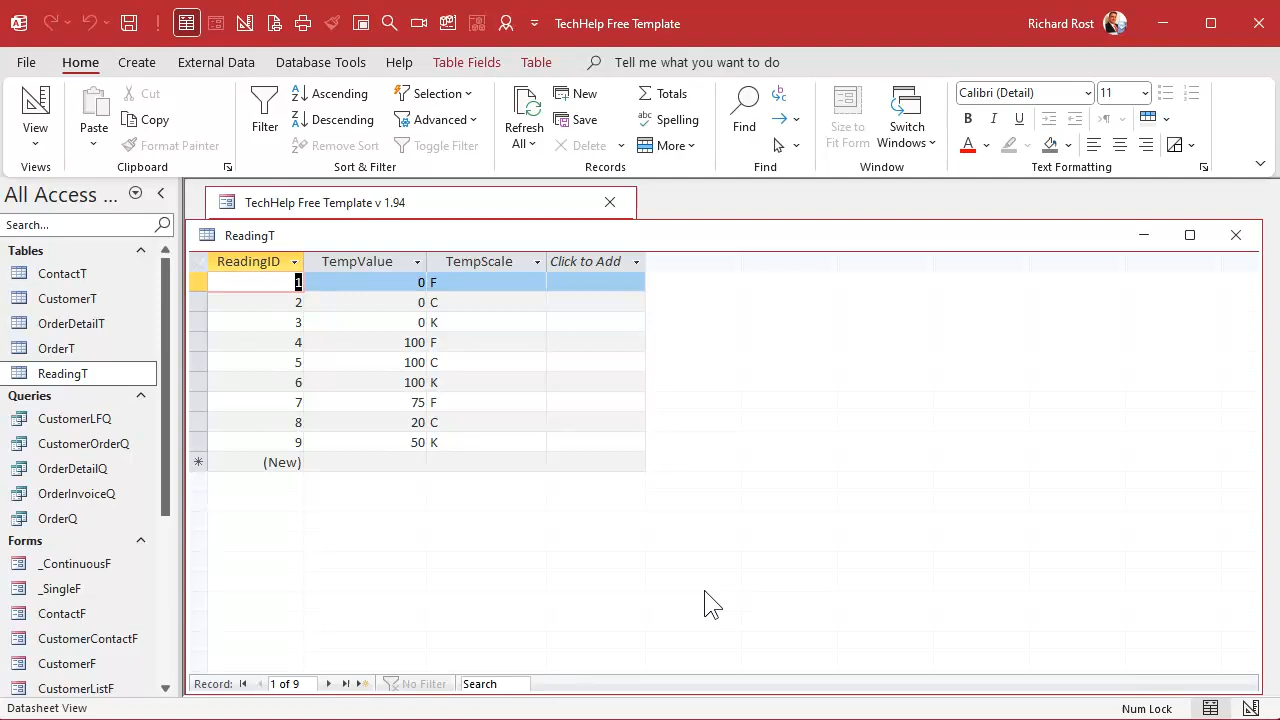 TechHelp Free Template
Richard Rost
File Home Create External Data Database Tools Help Table Fields Table Tell me what you want to do
View
Views
Paste
Cut
Copy
Format Painter
Clipboard
Filter
Ascending
Descending
Remove Sort
Selection
Advanced
Toggle Filter
Sort & Filter
Refresh
All
New
Save
Delete
Totals
Spelling
More
Records
Find
Find
Size to
Fit Form
Switch
Windows
Window
Calibri (Detail) 11
B I U
A
Text Formatting
All Access ...
Search...
Tables
ContactT
CustomerT
OrderDetailT
OrderT
ReadingT
Queries
CustomerLFQ
CustomerOrderQ
OrderDetailQ
OrderInvoiceQ
OrderQ
Forms
_ContinuousF
_SingleF
ContactF
CustomerContactF
CustomerF
CustomerListF
TechHelp Free Template v 1.94
ReadingT
ReadingID TempValue TempScale Click to Add
1 0 F
2 0 C
3 0 K
4 100 F
5 100 C
6 100 K
7 75 F
8 20 C
9 50 K
(New)
Record: 1 of 9 No Filter Search
Datasheet View
Num Lock